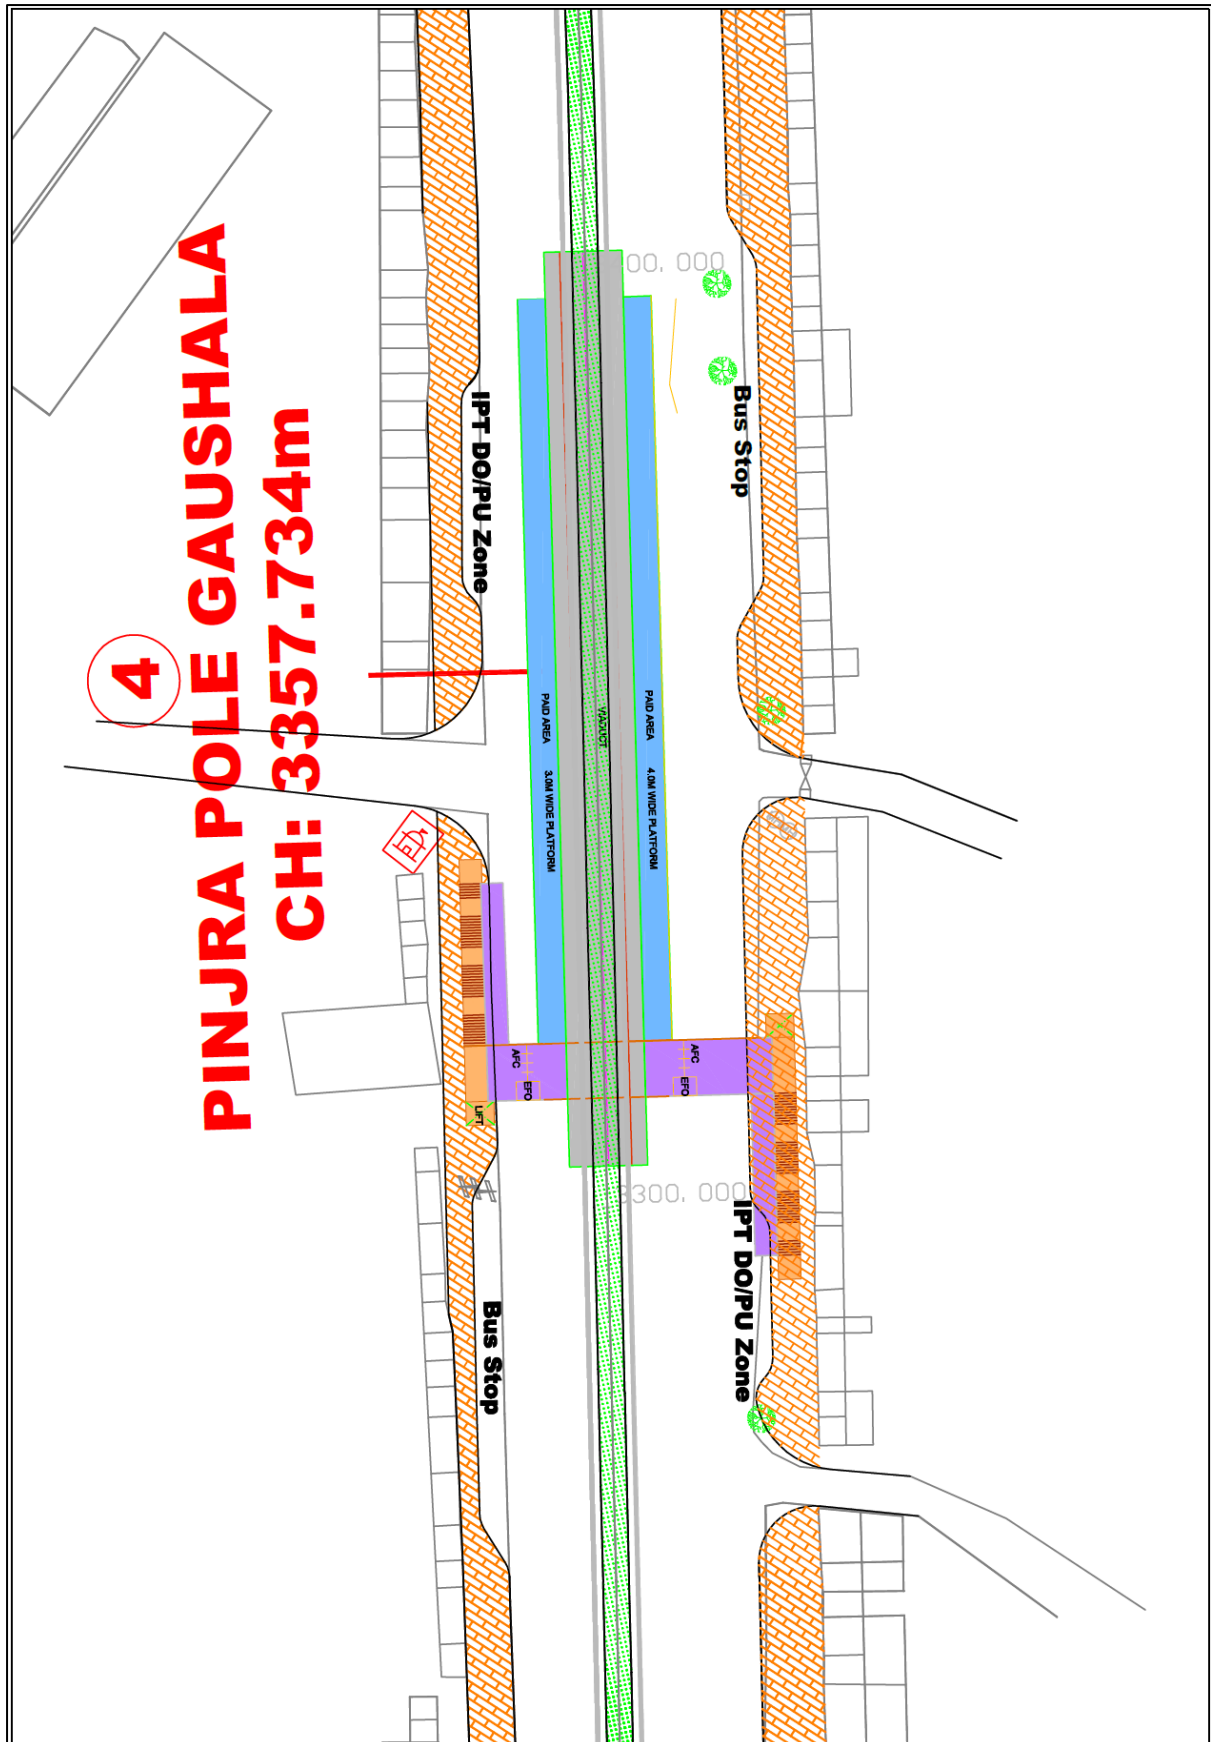 4
PINJRA POLE GAUSHALA
CH: 3357.734m
00, 000
Bus Stop
IPT DO/PU Zone
PAID AREA
3.0M WIDE PLATFORM
VIADUCT
PAID AREA
4.0M WIDE PLATFORM
AFC
EFO
AFC
EFO
LIFT
3300, 000
IPT DO/PU Zone
Bus Stop